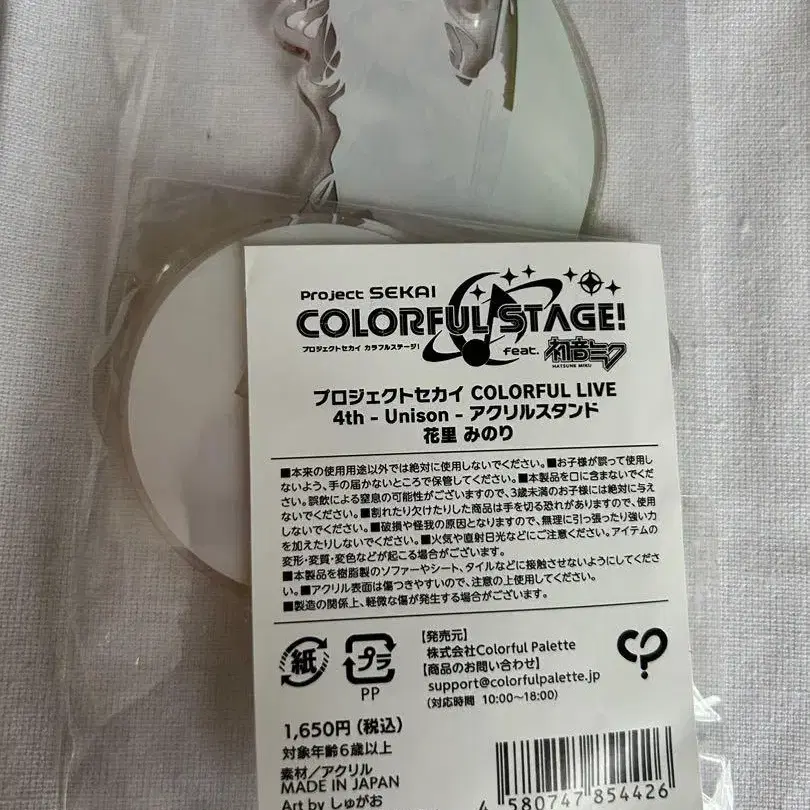 Project SEKAI
COLORFUL STAGE!
プロジェクトセカイ カラフルステージ!
feat. 初音ミク
HATSUNE MIKU
プロジェクトセカイ COLORFUL LIVE
4th - Unison - アクリルスタンド
花里 みのり
■本来の使用用途以外では絶対に使用しないでください。■お子様が誤って使用し
ないよう、手の届かないところで保管してください。■本製品を口に含まないでくだ
さい。誤飲による窒息の可能性がございますので、3歳未満のお子様には絶対に与え
ないでください。■割れたり欠けたりした商品は手を切る恐れがありますので、使用
しないでください。■破損や怪我の原因となりますので、無理に引っ張ったり強い力
を加えたりしないでください。■火気や直射日光などにご注意ください。アイテムの
変形・変質・変色などが起こる場合がございます。
■本製品を樹脂製のソファーやシート、タイルなどに接触させないようにしてくださ
い。■アクリル表面は傷つきやすいので、注意の上使用してください。
■製造の関係上、軽微な傷が発生する場合がございます。
紙
プラ
PP
【発売元】
株式会社Colorful Palette
【商品のお問い合わせ】
support@colorfulpalette.jp
(対応時間 10:00~18:00)
1,650円(税込)
対象年齢6歳以上
素材/アクリル
MADE IN JAPAN
Art by しゅがお
4 580747 854426